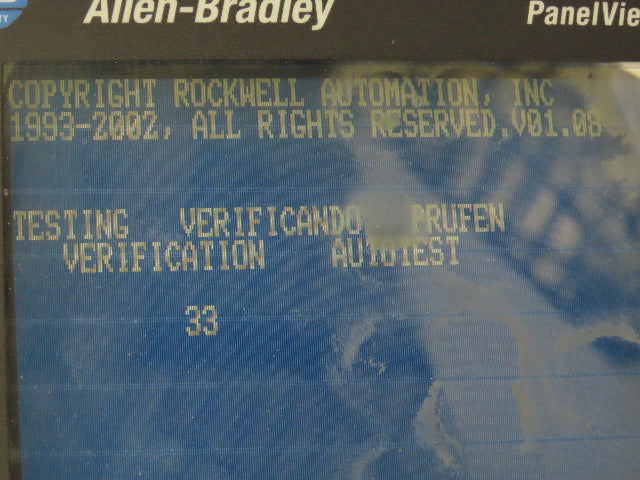 Allen-Bradley PanelVie
COPYRIGHT ROCKWELL AUTOMATION, INC
1993-2002, ALL RIGHTS RESERVED.V01.08
TESTING VERIFICANDO PRUFEN
VERIFICATION AUTOTEST
33